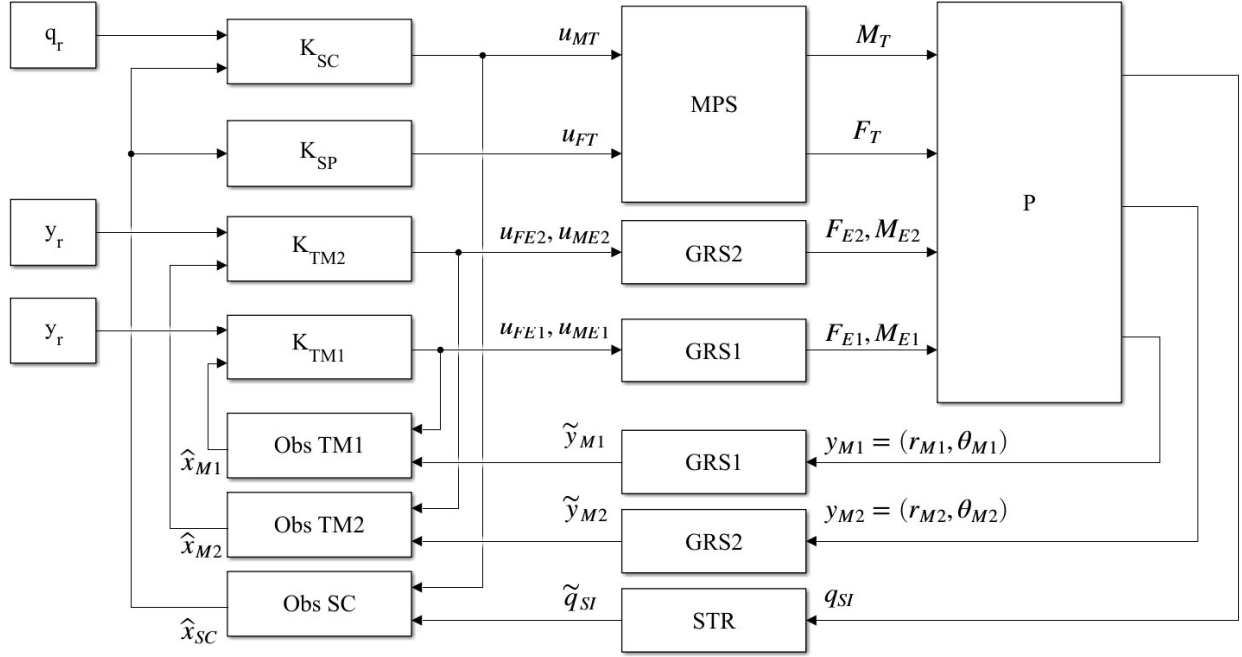 q_r
K_SC
u_MT
MPS
M_T
K_SP
u_FT
F_T
P
y_r
K_TM2
u_FE2, u_ME2
GRS2
F_E2, M_E2
y_r
K_TM1
u_FE1, u_ME1
GRS1
F_E1, M_E1
Obs TM1
x̂_M1
ỹ_M1
GRS1
y_M1 = (r_M1, θ_M1)
Obs TM2
x̂_M2
ỹ_M2
GRS2
y_M2 = (r_M2, θ_M2)
Obs SC
x̂_SC
q̃_SI
STR
q_SI